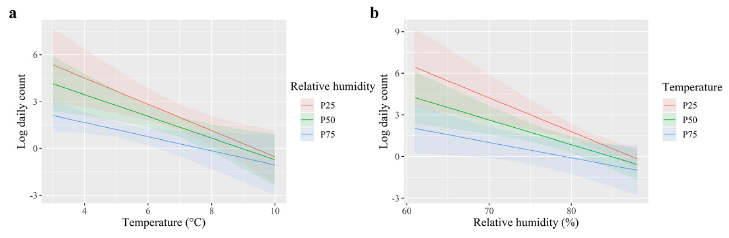 a
Log daily count
6
3
0
-3
4
6
8
10
Temperature (°C)
Relative humidity
P25
P50
P75
b
Log daily count
9
6
3
0
-3
60
70
80
Relative humidity (%)
Temperature
P25
P50
P75